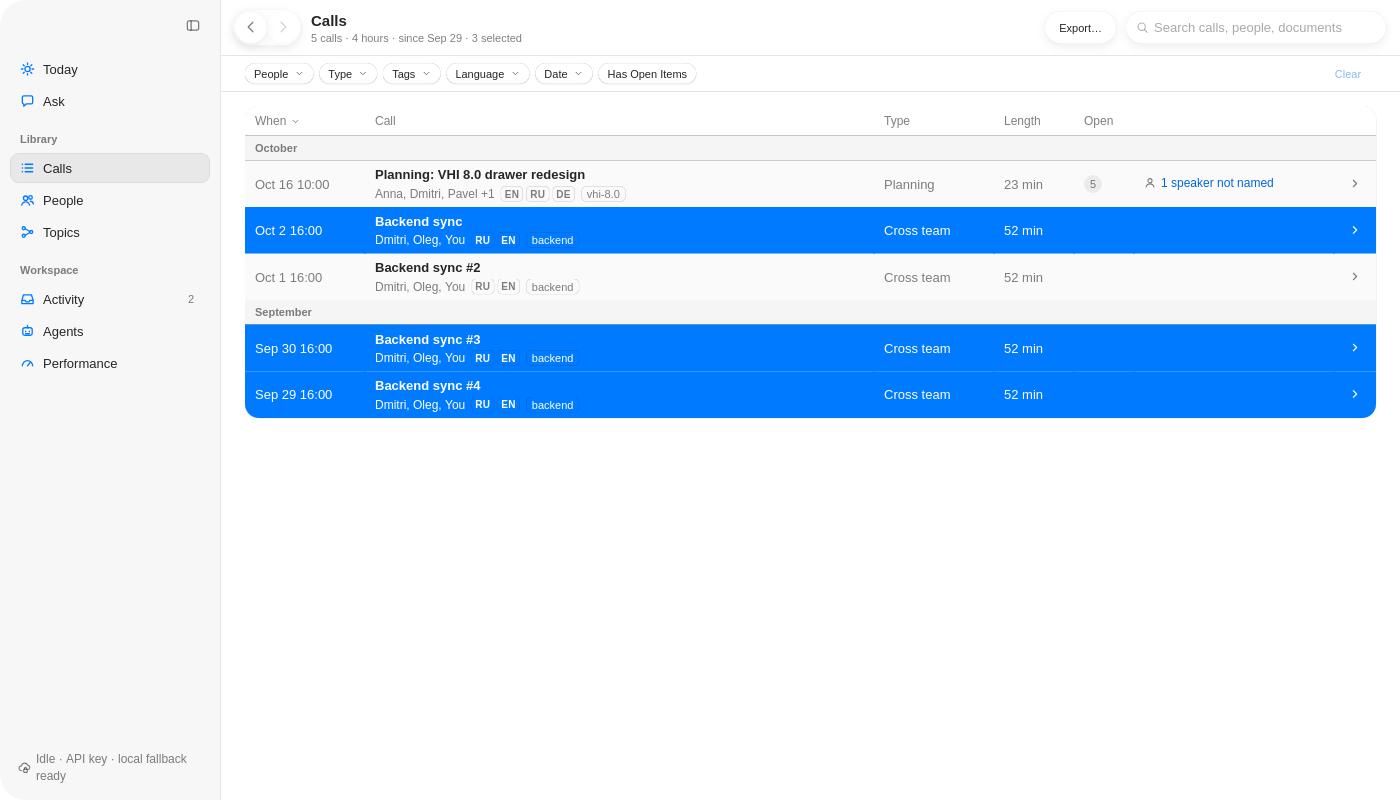 Calls
5 calls · 4 hours · since Sep 29 · 3 selected
Export…
Search calls, people, documents
Today
Ask
Library
Calls
People
Topics
Workspace
Activity 2
Agents
Performance
Idle · API key · local fallback
ready
People Type Tags Language Date Has Open Items Clear
When Call Type Length Open
October
Oct 16 10:00 Planning: VHI 8.0 drawer redesign Planning 23 min 5 1 speaker not named
Anna, Dmitri, Pavel +1 EN RU DE vhi-8.0
Oct 2 16:00 Backend sync Cross team 52 min
Dmitri, Oleg, You RU EN backend
Oct 1 16:00 Backend sync #2 Cross team 52 min
Dmitri, Oleg, You RU EN backend
September
Sep 30 16:00 Backend sync #3 Cross team 52 min
Dmitri, Oleg, You RU EN backend
Sep 29 16:00 Backend sync #4 Cross team 52 min
Dmitri, Oleg, You RU EN backend